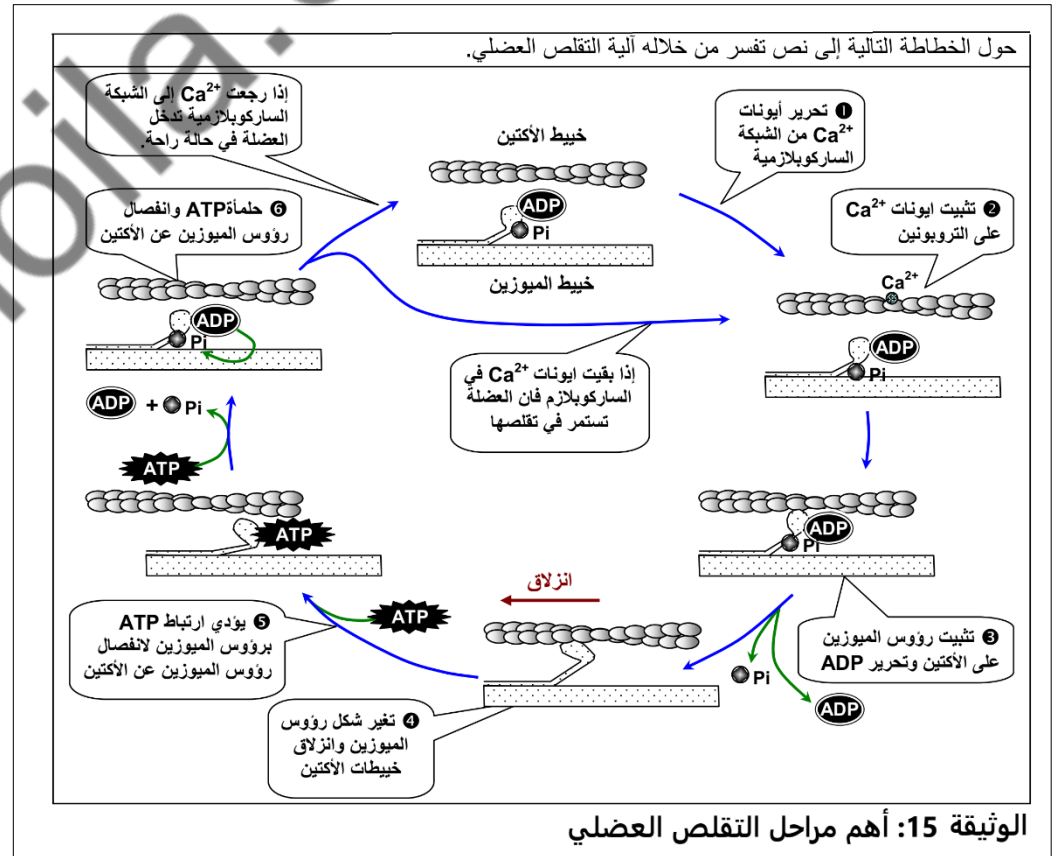 حول الخطاطة التالية إلى نص تفسر من خلاله آلية التقلص العضلي.
❶ تحرير أيونات
Ca²⁺ من الشبكة
الساركوبلازمية
خييط الأكتين
إذا رجعت Ca²⁺ إلى الشبكة
الساركوبلازمية تدخل
العضلة في حالة راحة.
ADP
Pi
خييط الميوزين
❷ تثبيت ايونات Ca²⁺
على التروبونين
❻ حلمأةATP وانفصال
رؤوس الميوزين عن الأكتين
Ca²⁺
ADP
Pi
ADP
Pi
إذا بقيت ايونات Ca²⁺ في
الساركوبلازم فان العضلة
تستمر في تقلصها
ADP + Pi
ATP
ATP
ADP
Pi
❸ تثبيت رؤوس الميوزين
على الأكتين وتحرير ADP
Pi
ADP
انزلاق
ATP
❺ يؤدي ارتباط ATP
برؤوس الميوزين لانفصال
رؤوس الميوزين عن الأكتين
❹ تغير شكل رؤوس
الميوزين وانزلاق
خييطات الأكتين
الوثيقة 15: أهم مراحل التقلص العضلي